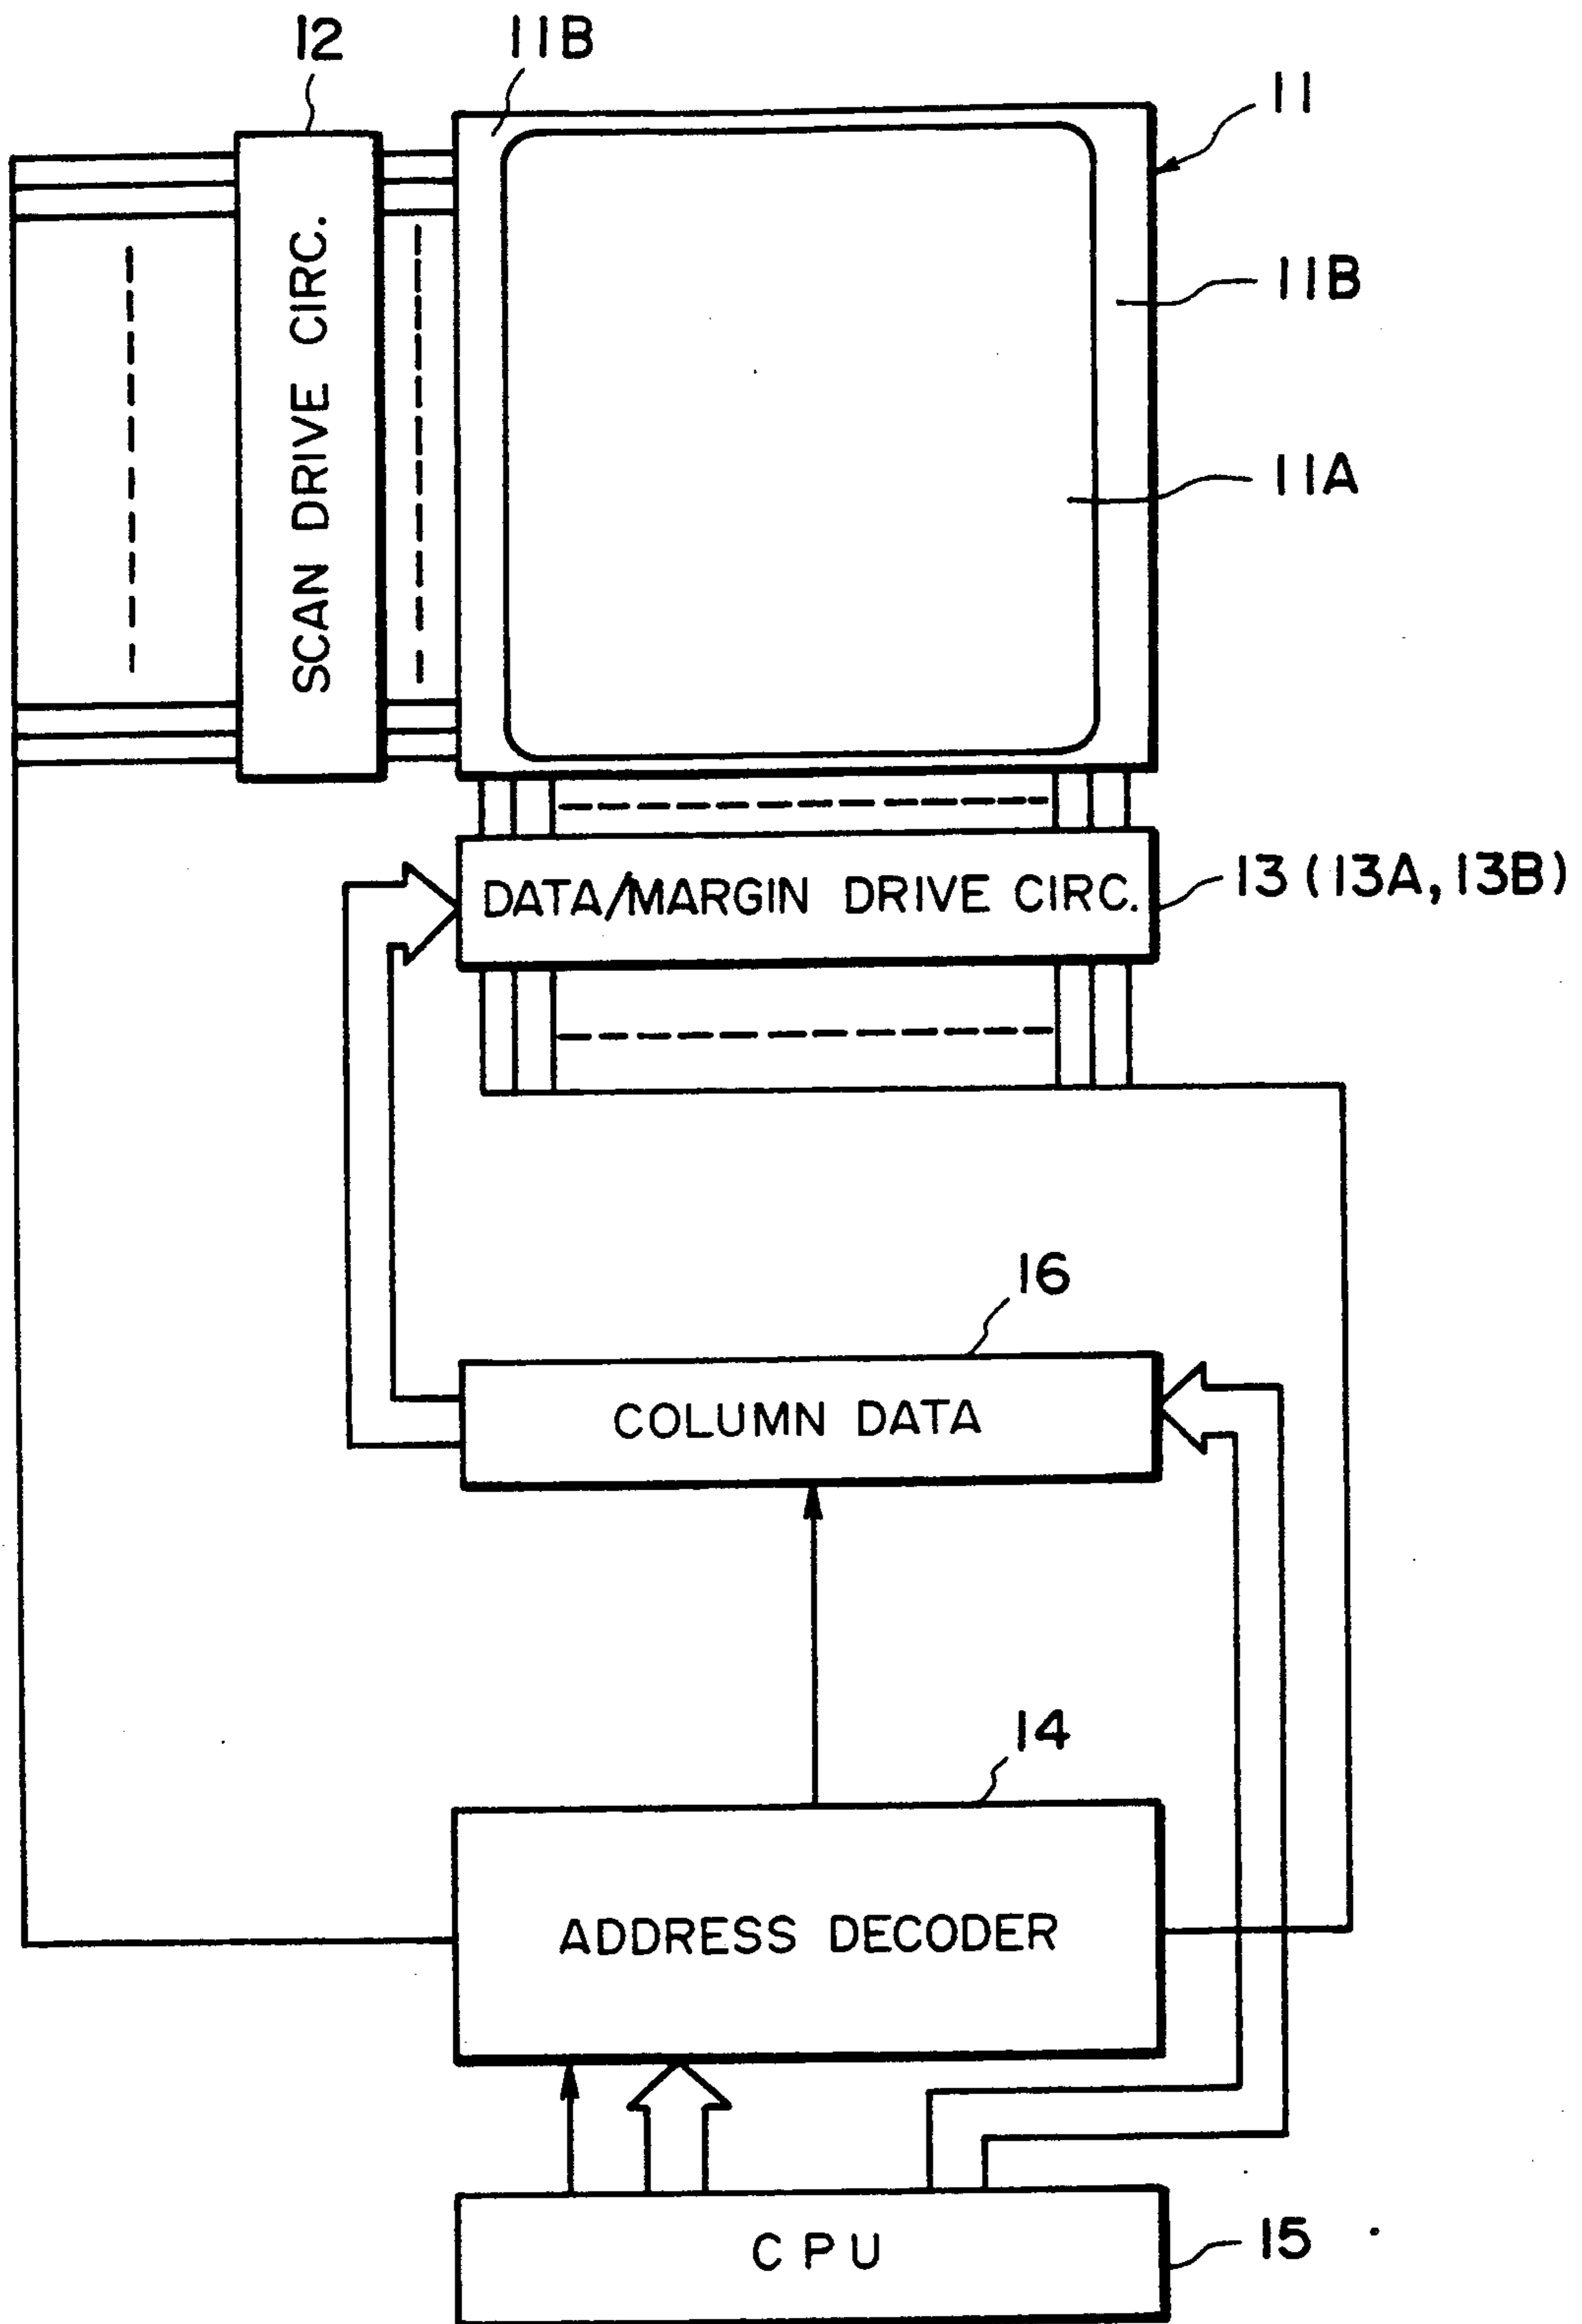 12
11B
11
11B
11A
SCAN DRIVE CIRC.
DATA/MARGIN DRIVE CIRC.
13 (13A, 13B)
16
COLUMN DATA
14
ADDRESS DECODER
CPU
15